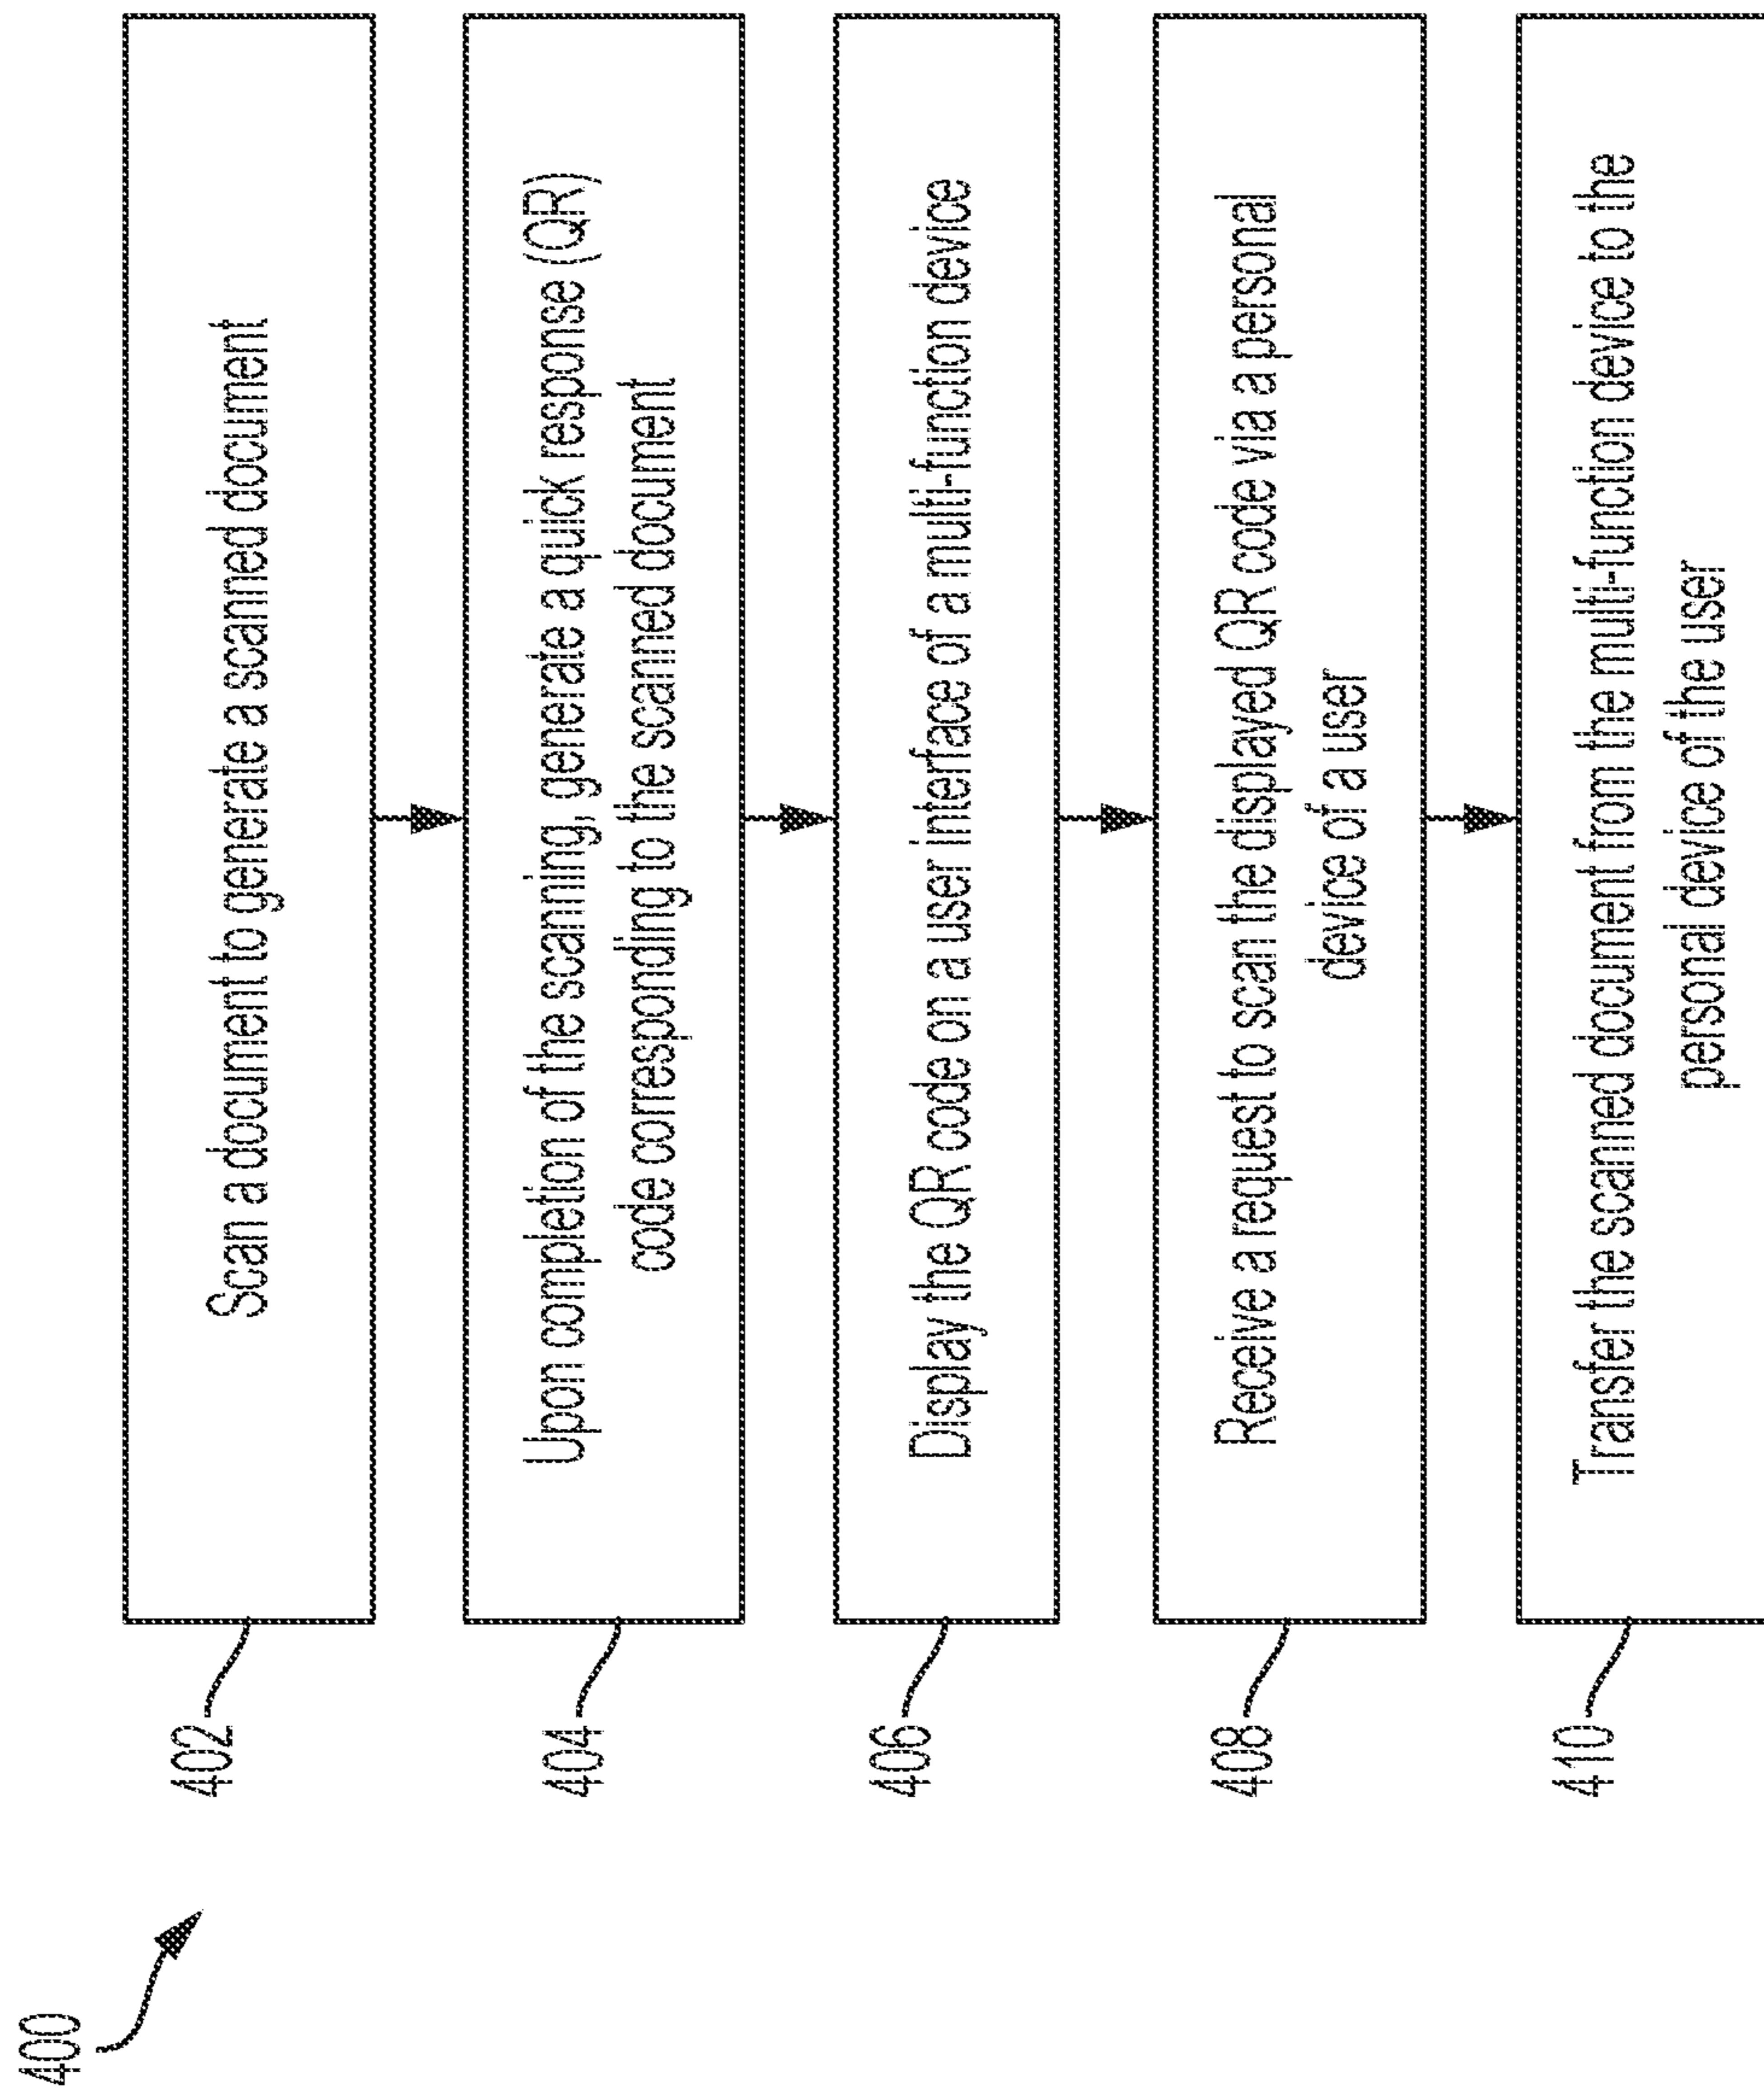 400
402
Scan a document to generate a scanned document
404
Upon completion of the scanning, generate a quick response (QR)
code corresponding to the scanned document
406
Display the QR code on a user interface of a multi-function device
408
Receive a request to scan the displayed QR code via a personal
device of a user
410
Transfer the scanned document from the multi-function device to the
personal device of the user